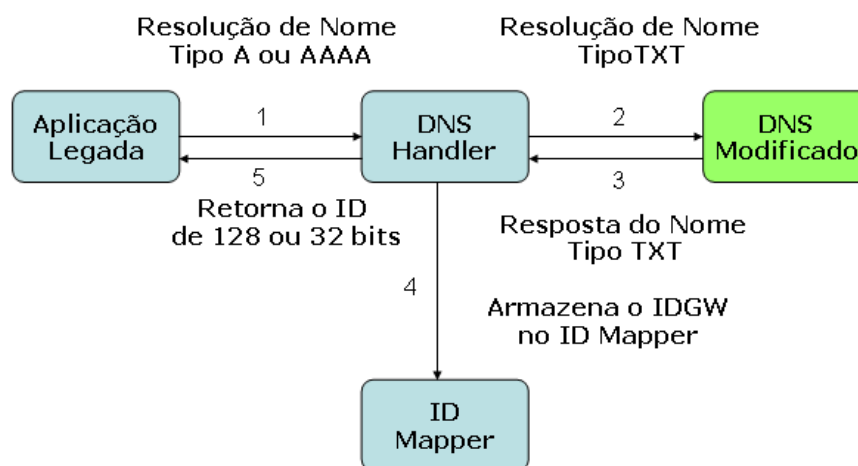 Resolução de Nome
Tipo A ou AAAA
Resolução de Nome
TipoTXT
Aplicação
Legada
1
DNS
Handler
2
DNS
Modificado
5
3
Retorna o ID
de 128 ou 32 bits
Resposta do Nome
Tipo TXT
4
Armazena o IDGW
no ID Mapper
ID
Mapper